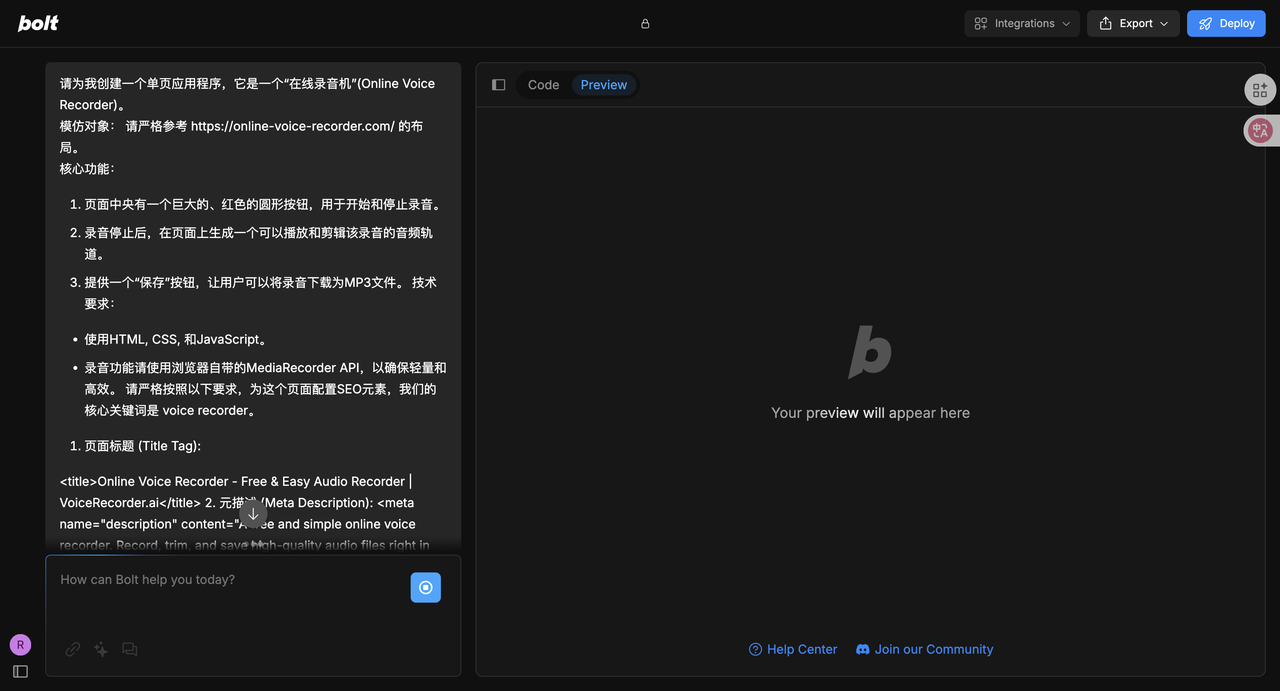 bolt
Integrations
Export
Deploy
请为我创建一个单页应用程序，它是一个“在线录音机”(Online Voice
Recorder)。
模仿对象： 请严格参考 https://online-voice-recorder.com/ 的布
局。
核心功能：
1. 页面中央有一个巨大的、红色的圆形按钮，用于开始和停止录音。
2. 录音停止后，在页面上生成一个可以播放和剪辑该录音的音频轨
道。
3. 提供一个“保存”按钮，让用户可以将录音下载为MP3文件。 技术
要求：
• 使用HTML, CSS, 和JavaScript。
• 录音功能请使用浏览器自带的MediaRecorder API，以确保轻量和
高效。 请严格按照以下要求，为这个页面配置SEO元素，我们的
核心关键词是 voice recorder。
1. 页面标题 (Title Tag):
<title>Online Voice Recorder - Free & Easy Audio Recorder |
VoiceRecorder.ai</title> 2. 元描述 (Meta Description): <meta
name="description" content="A free and simple online voice
recorder. Record, trim, and save high-quality audio files right in
How can Bolt help you today?
R
Code
Preview
b
Your preview will appear here
Help Center
Join our Community
中A